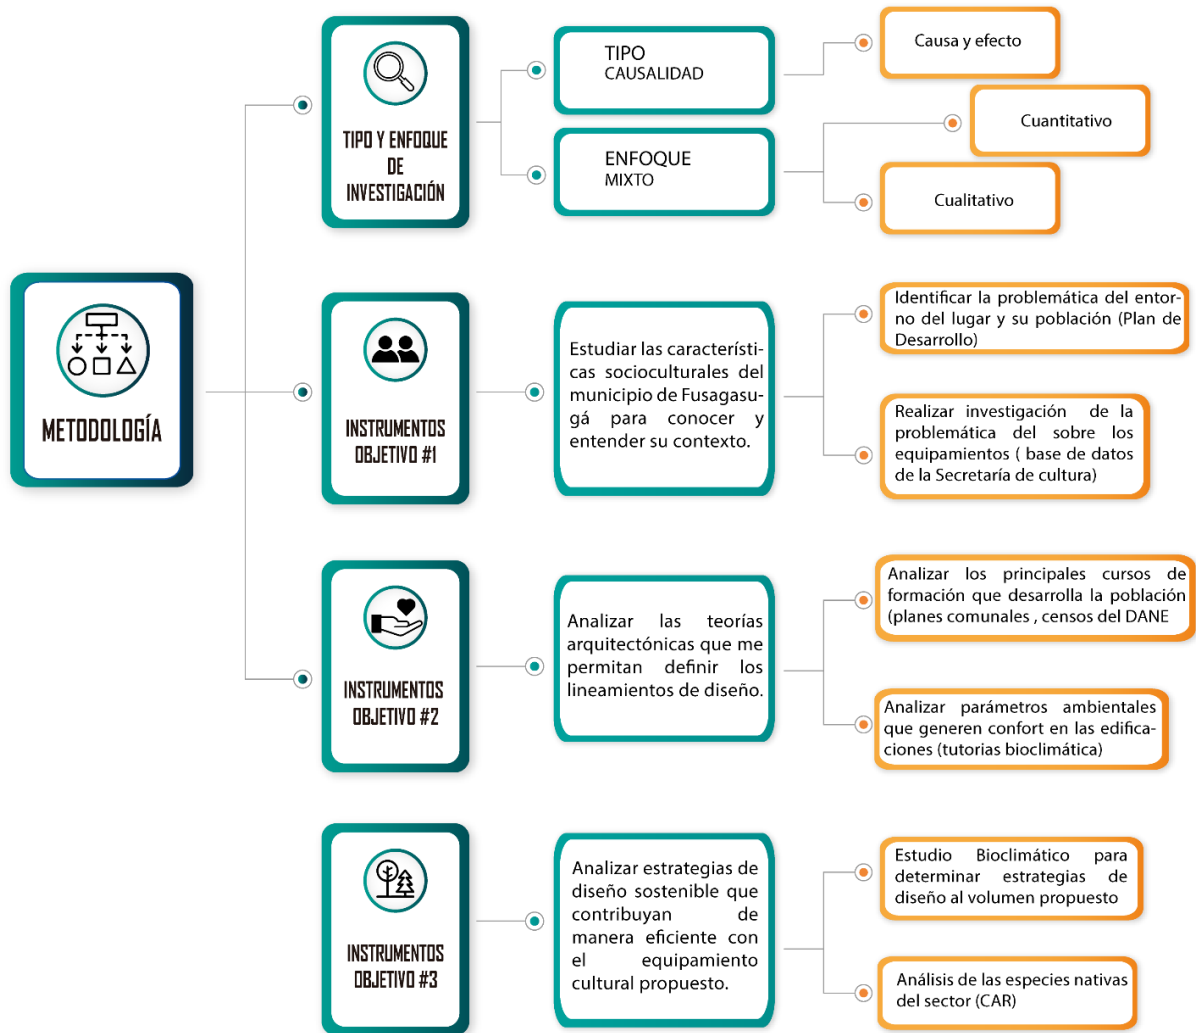 METODOLOGÍA
TIPO Y ENFOQUE
DE
INVESTIGACIÓN
TIPO
CAUSALIDAD
Causa y efecto
ENFOQUE
MIXTO
Cuantitativo
Cualitativo
INSTRUMENTOS
OBJETIVO #1
Estudiar las característi-
cas socioculturales del
municipio de Fusagasu-
gá para conocer y
entender su contexto.
Identificar la problemática del entor-
no del lugar y su población (Plan de
Desarrollo)
Realizar investigación de la
problemática del sobre los
equipamientos ( base de datos
de la Secretaría de cultura)
INSTRUMENTOS
OBJETIVO #2
Analizar las teorías
arquitectónicas que me
permitan definir los
lineamientos de diseño.
Analizar los principales cursos de
formación que desarrolla la población
(planes comunales , censos del DANE
Analizar parámetros ambientales
que generen confort en las edifica-
ciones (tutorias bioclimática)
INSTRUMENTOS
OBJETIVO #3
Analizar estrategias de
diseño sostenible que
contribuyan de
manera eficiente con
el equipamiento
cultural propuesto.
Estudio Bioclimático para
determinar estrategias de
diseño al volumen propuesto
Análisis de las especies nativas
del sector (CAR)